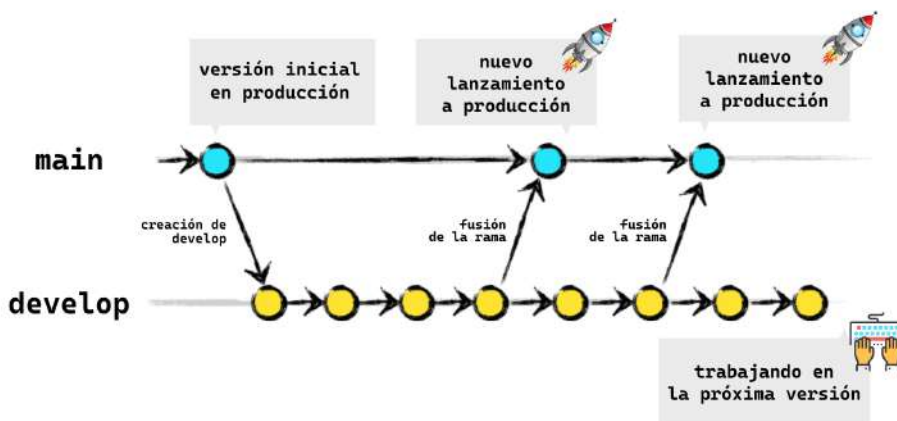 versión inicial
en producción
nuevo
lanzamiento
a producción
nuevo
lanzamiento
a producción
main
creación de
develop
fusión
de la rama
fusión
de la rama
develop
trabajando en
la próxima versión